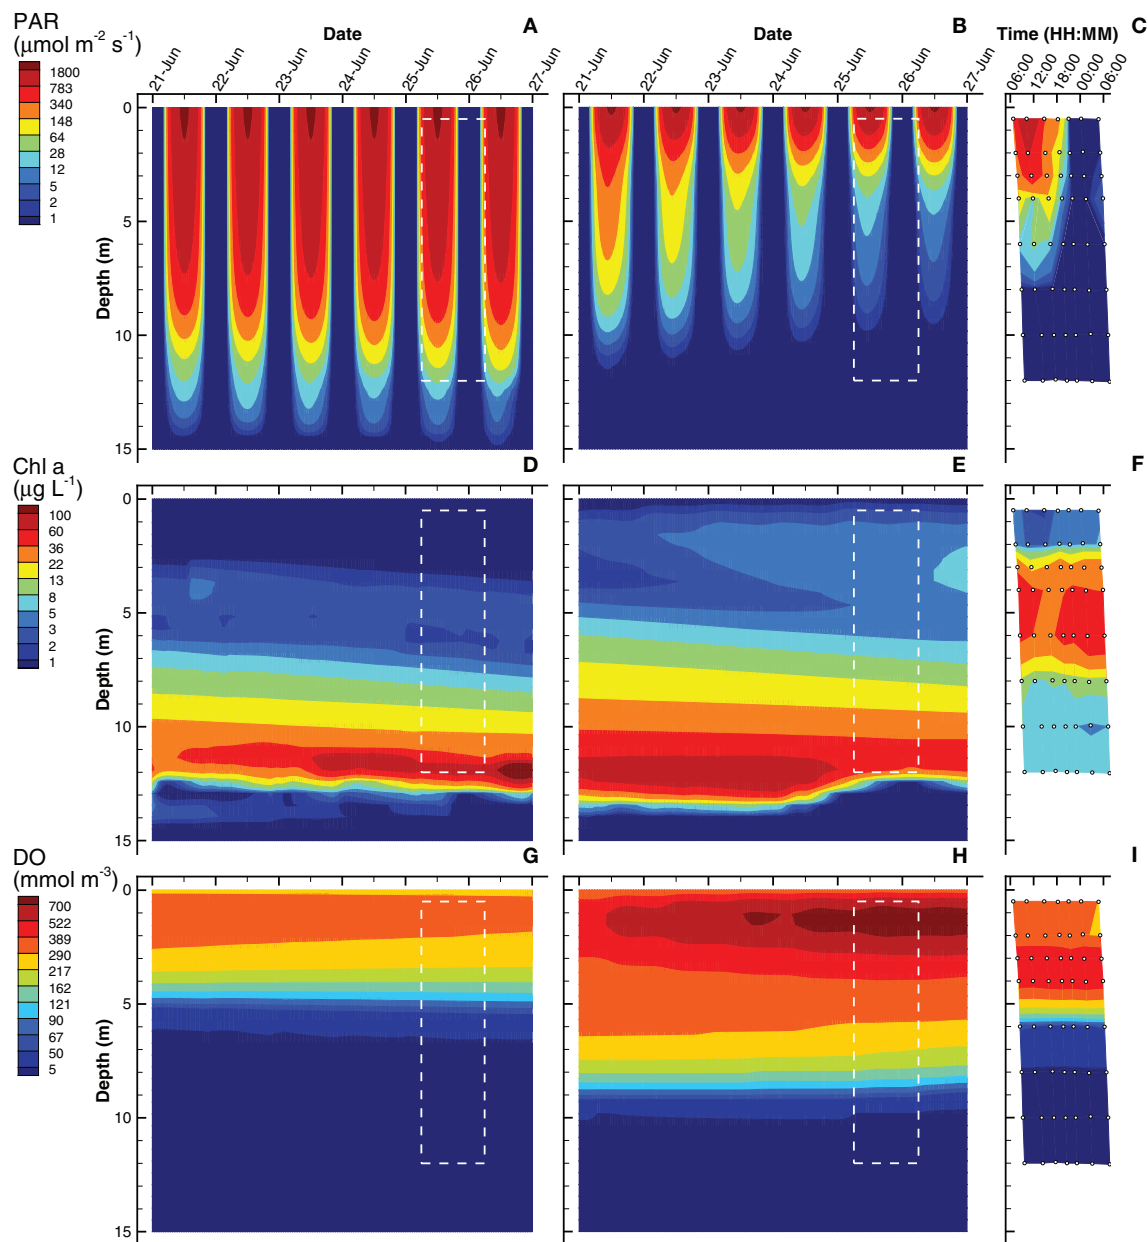 PAR
(μmol m⁻² s⁻¹)
1800
783
340
148
64
28
12
5
2
1
A
Date
21-Jun
22-Jun
23-Jun
24-Jun
25-Jun
26-Jun
27-Jun
0
5
10
15
Depth (m)
B
Date
21-Jun
22-Jun
23-Jun
24-Jun
25-Jun
26-Jun
27-Jun
C
Time (HH:MM)
06:00
12:00
18:00
00:00
06:00
Chl a
(μg L⁻¹)
100
60
36
22
13
8
5
3
2
1
D
0
5
10
15
Depth (m)
E
F
DO
(mmol m⁻³)
700
522
389
290
217
162
121
90
67
50
5
G
0
5
10
15
Depth (m)
H
I